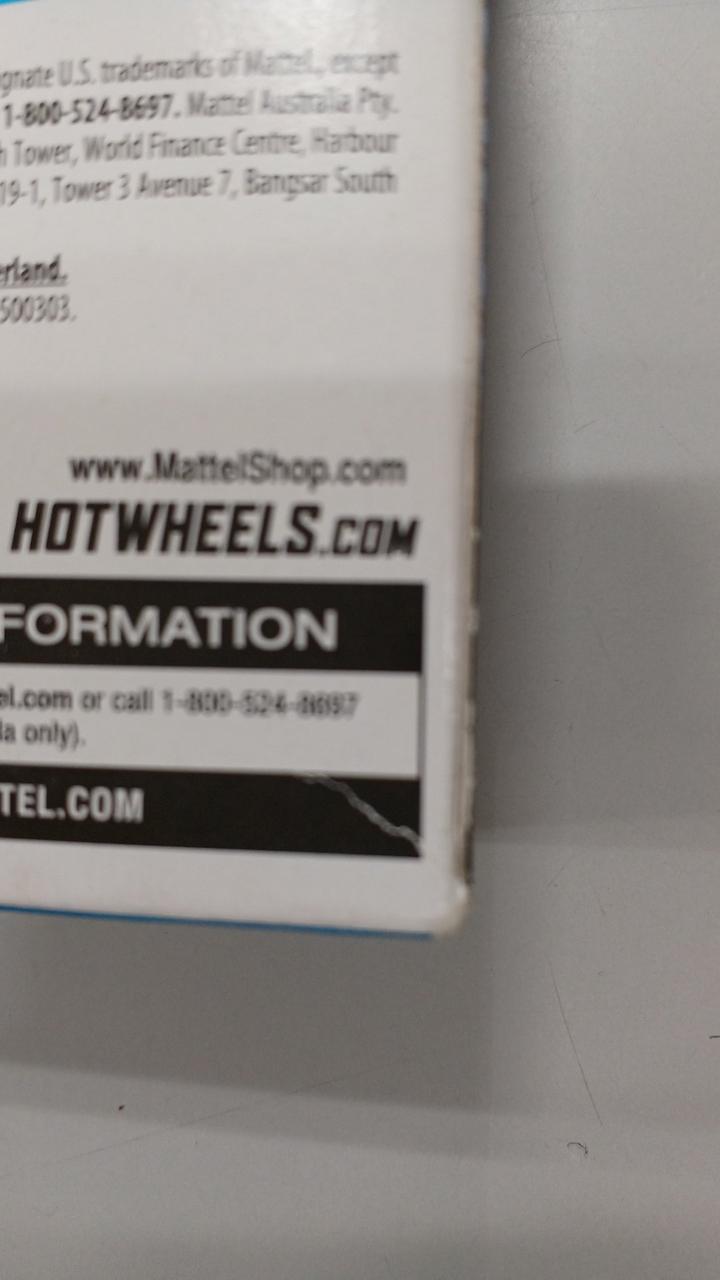 gnate U.S. trademarks of Mattel, except
1-800-524-8697. Mattel Australia Pty.
h Tower, World Finance Centre, Harbour
19-1, Tower 3 Avenue 7, Bangsar South
erland.
500303.
www.MattelShop.com
HOTWHEELS.COM
FORMATION
el.com or call 1-800-524-8697
la only).
TEL.COM